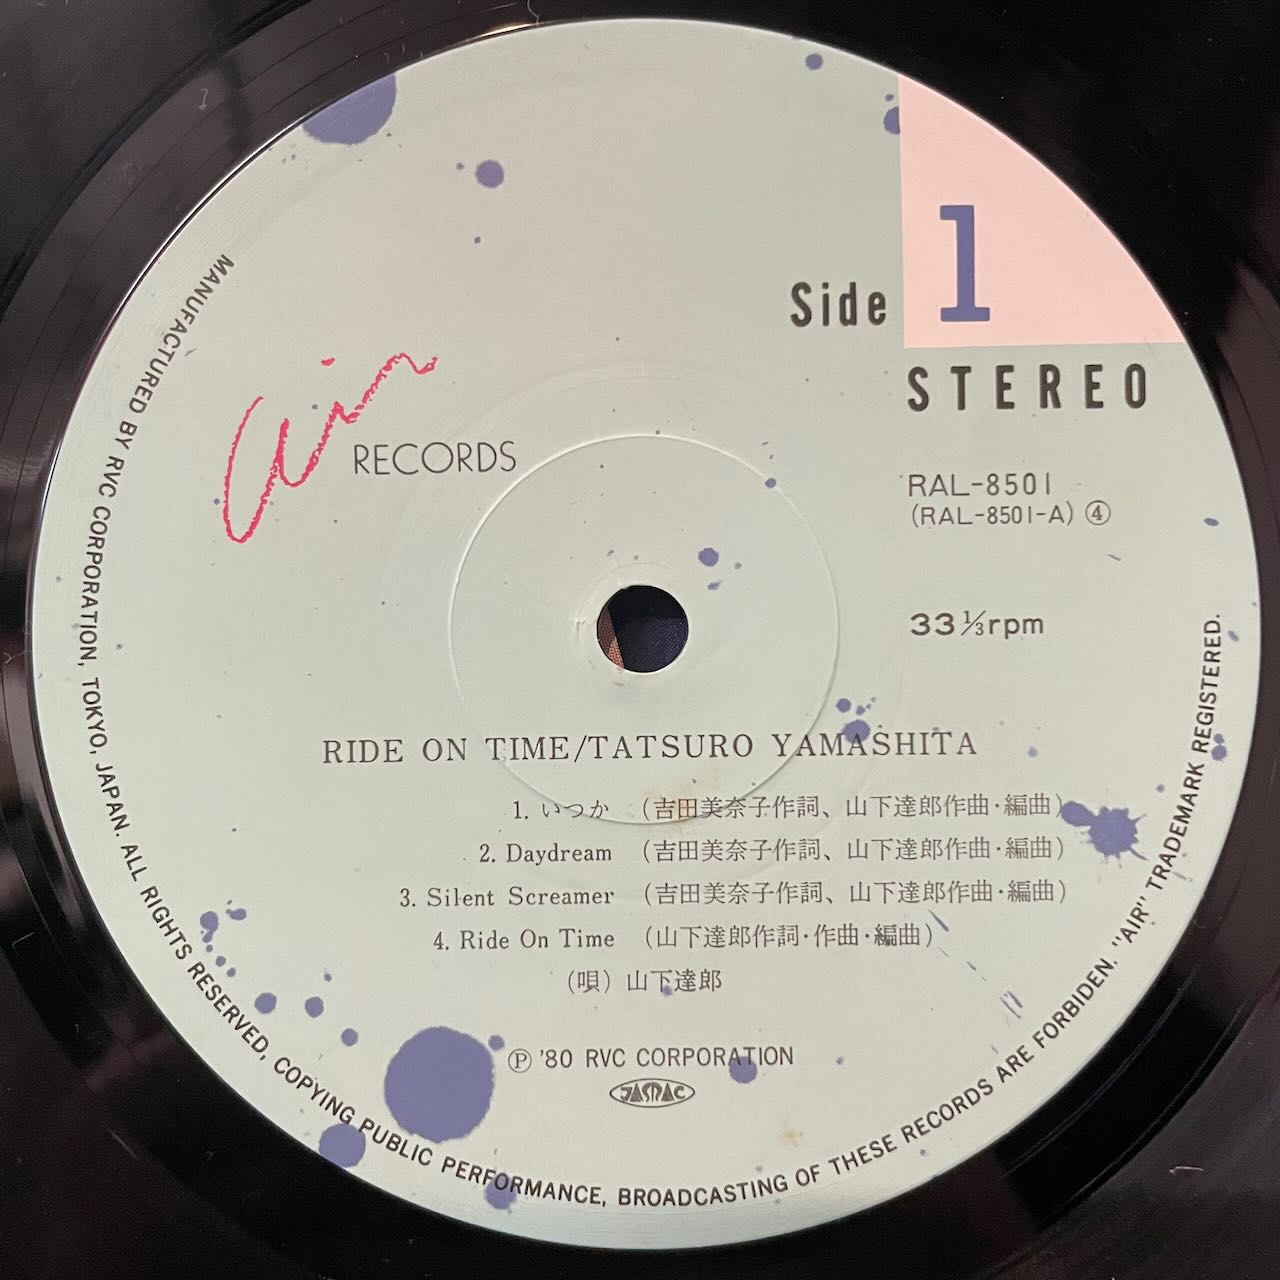 Side 1
STEREO
air
RECORDS
RAL-8501
(RAL-8501-A) ④
33⅓rpm
RIDE ON TIME/TATSURO YAMASHITA
1. いつか (吉田美奈子作詞、山下達郎作曲・編曲)
2. Daydream (吉田美奈子作詞、山下達郎作曲・編曲)
3. Silent Screamer (吉田美奈子作詞、山下達郎作曲・編曲)
4. Ride On Time (山下達郎作詞・作曲・編曲)
(唄) 山下達郎
Ⓟ '80 RVC CORPORATION
JASRAC
MANUFACTURED BY RVC CORPORATION, TOKYO, JAPAN. ALL RIGHTS RESERVED, COPYING PUBLIC PERFORMANCE, BROADCASTING OF THESE RECORDS ARE FORBIDEN. "AIR" TRADEMARK REGISTERED.